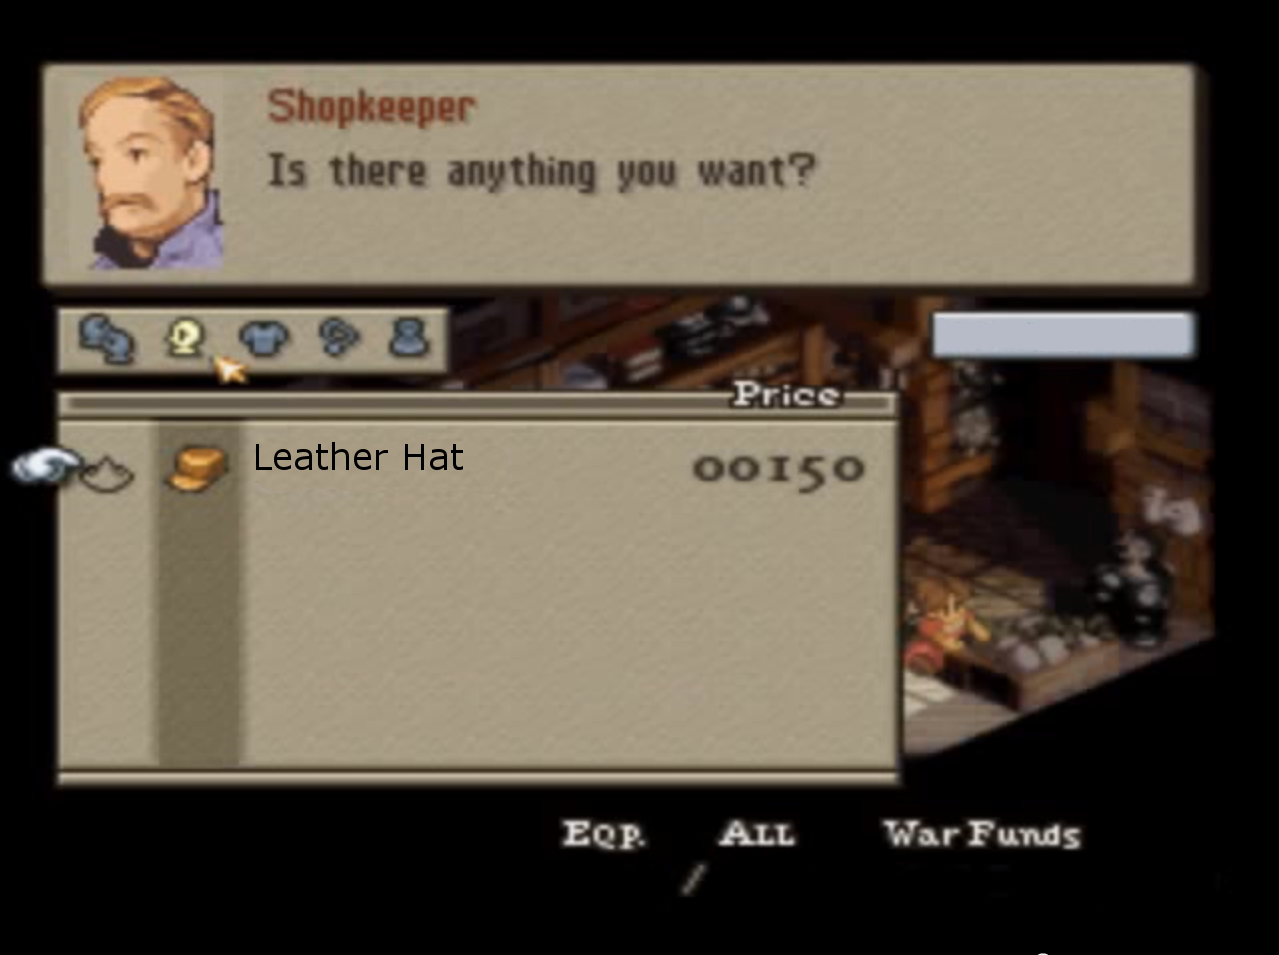 Shopkeeper
Is there anything you want?
Price
Leather Hat 00150
Eqp. All War Funds
/